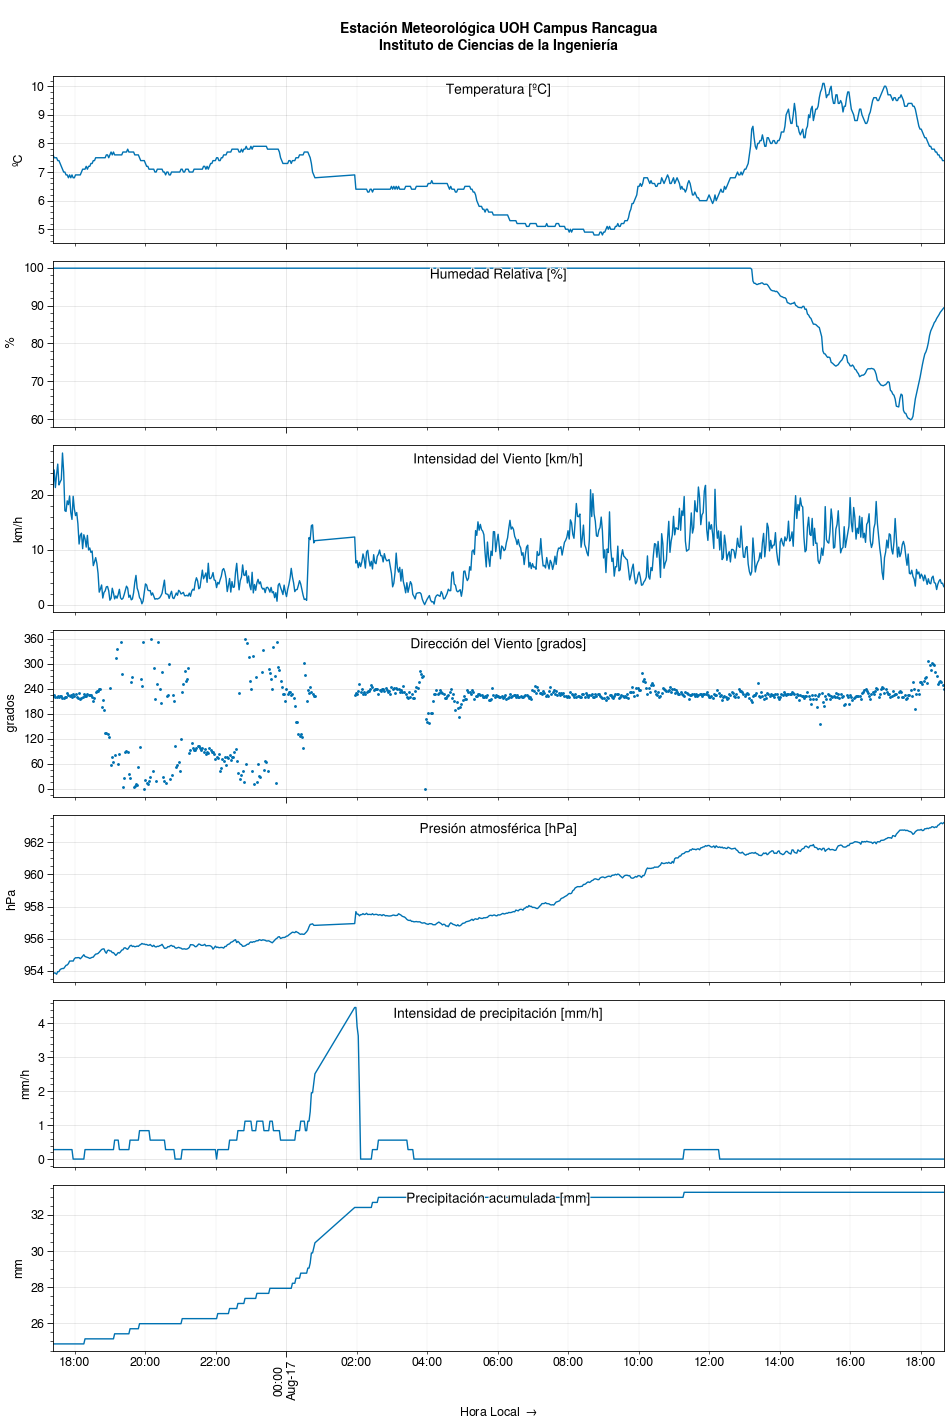 Estación Meteorológica UOH Campus Rancagua
Instituto de Ciencias de la Ingeniería
Temperatura [ºC]
ºC
10
9
8
7
6
5
Humedad Relativa [%]
%
100
90
80
70
60
Intensidad del Viento [km/h]
km/h
20
10
0
Dirección del Viento [grados]
grados
360
300
240
180
120
60
0
Presión atmosférica [hPa]
hPa
962
960
958
956
954
Intensidad de precipitación [mm/h]
mm/h
4
3
2
1
0
Precipitación acumulada [mm]
mm
32
30
28
26
18:00 20:00 22:00 00:00 02:00 04:00 06:00 08:00 10:00 12:00 14:00 16:00 18:00
Aug-17
Hora Local →